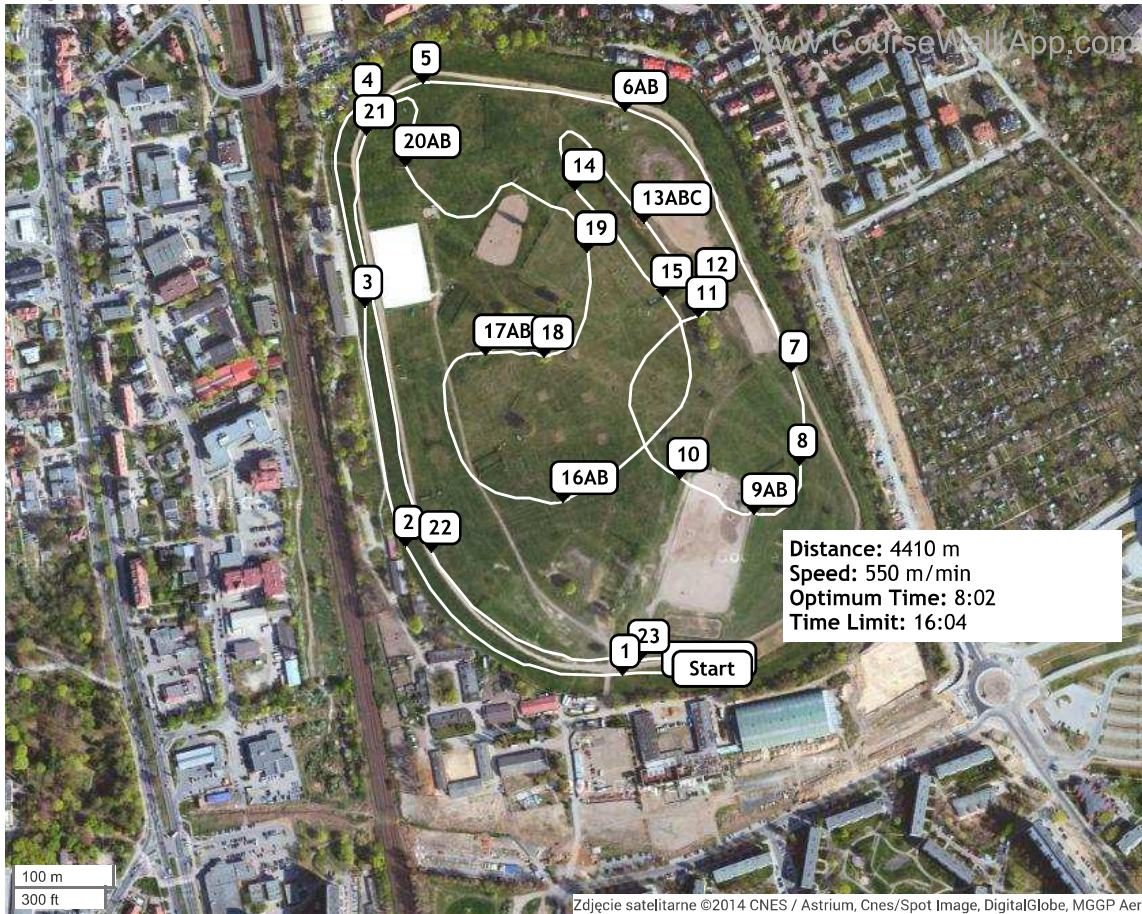 www.CourseWalkApp.com
5
4
6AB
21
20AB
14
13ABC
19
12
15
3
11
17AB
18
7
8
10
16AB
9AB
2
22
Distance: 4410 m
Speed: 550 m/min
Optimum Time: 8:02
Time Limit: 16:04
23
1
Start
100 m
300 ft
Zdjęcie satelitarne ©2014 CNES / Astrium, Cnes/Spot Image, DigitalGlobe, MGGP Aer